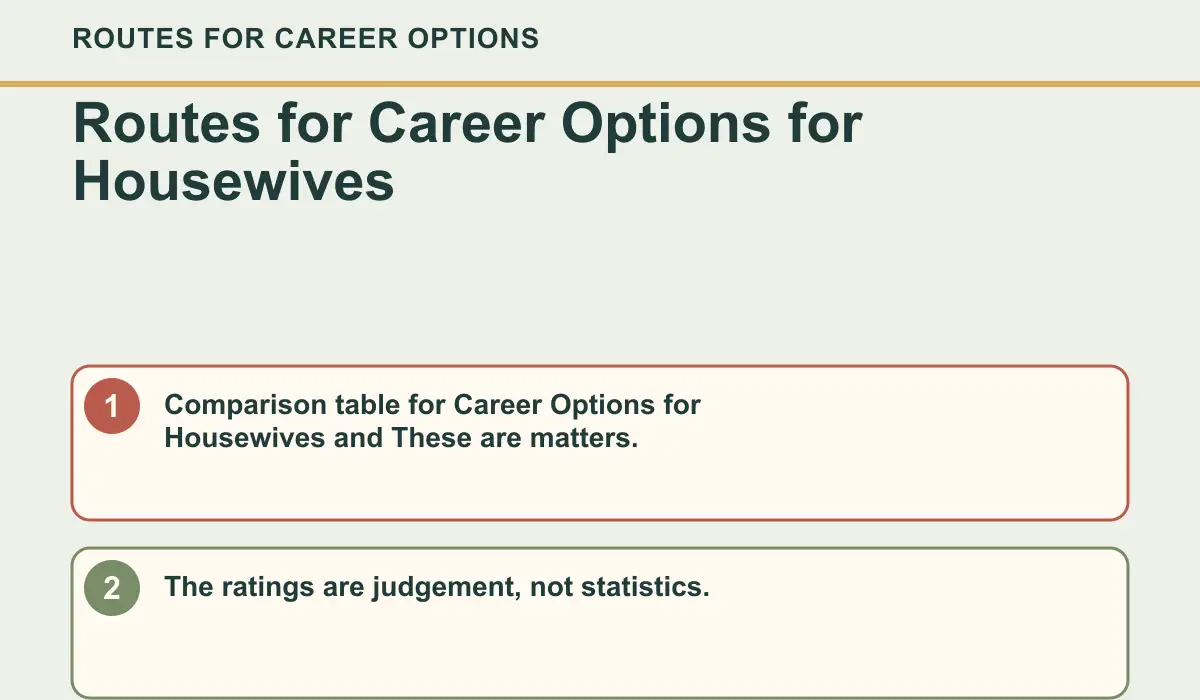 ROUTES FOR CAREER OPTIONS
Routes for Career Options for
Housewives
1
Comparison table for Career Options for
Housewives and These are matters.
2
The ratings are judgement, not statistics.